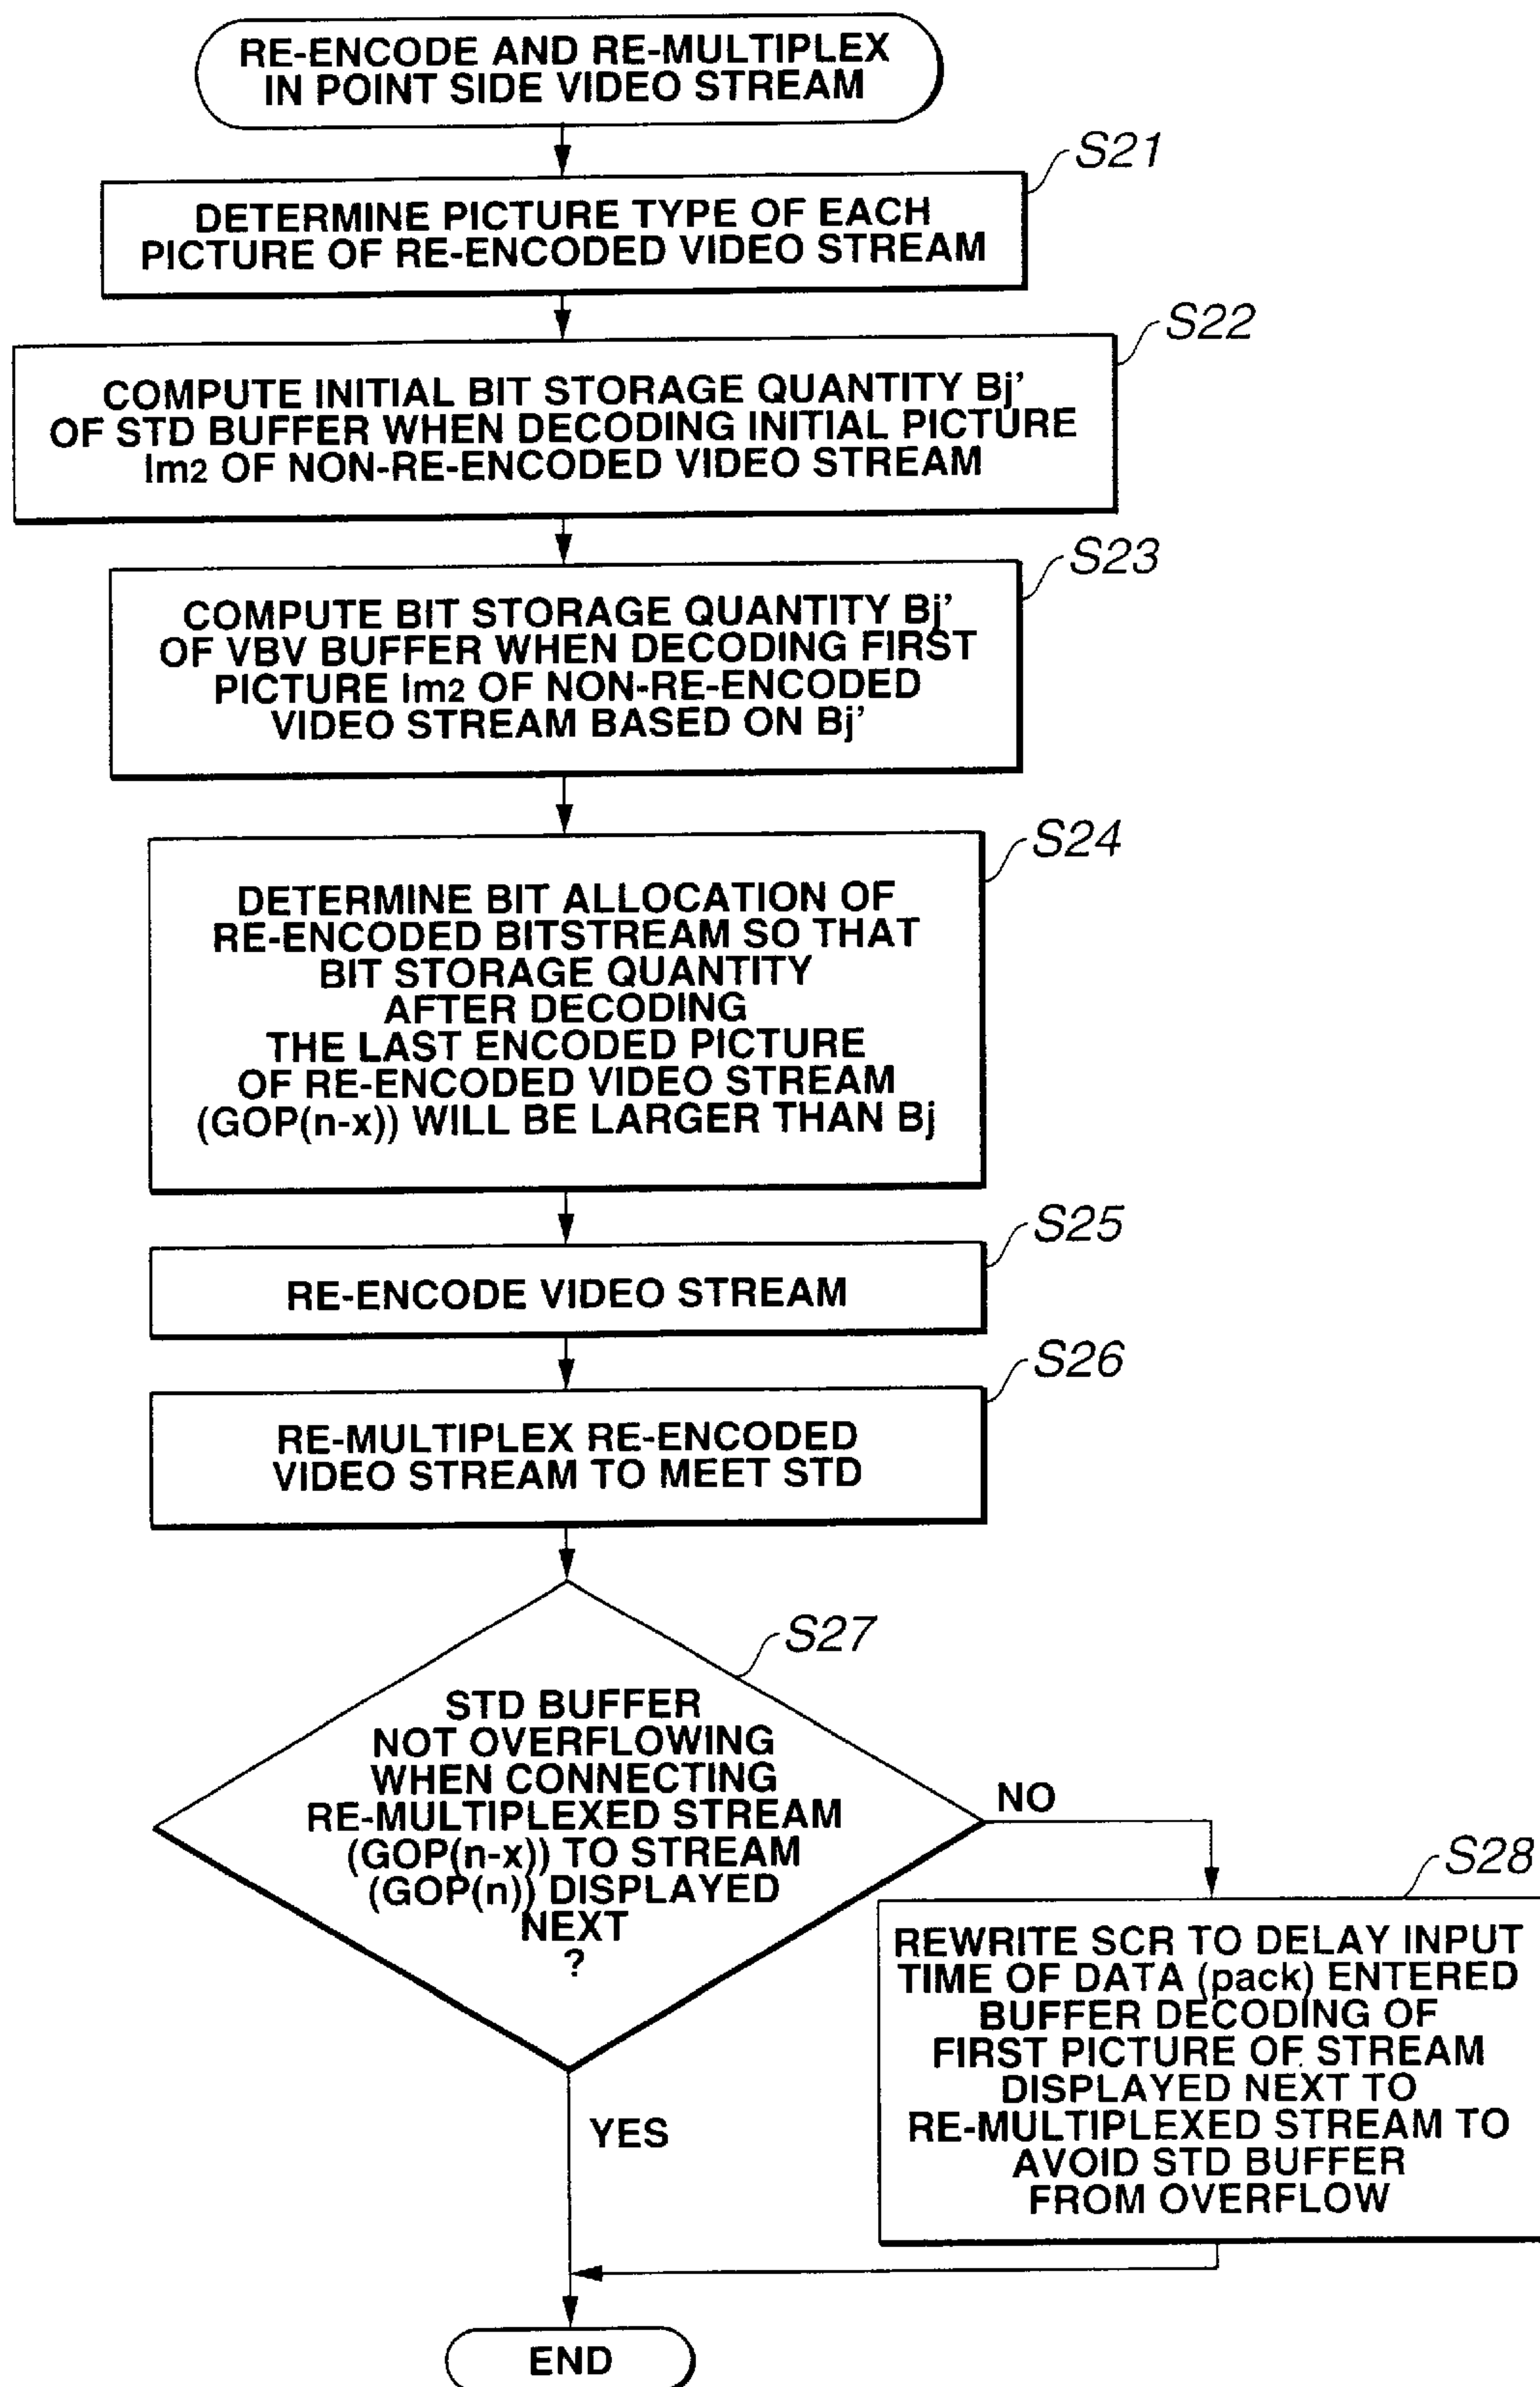 RE-ENCODE AND RE-MULTIPLEX
IN POINT SIDE VIDEO STREAM
S21
DETERMINE PICTURE TYPE OF EACH
PICTURE OF RE-ENCODED VIDEO STREAM
S22
COMPUTE INITIAL BIT STORAGE QUANTITY Bj'
OF STD BUFFER WHEN DECODING INITIAL PICTURE
Im2 OF NON-RE-ENCODED VIDEO STREAM
S23
COMPUTE BIT STORAGE QUANTITY Bj'
OF VBV BUFFER WHEN DECODING FIRST
PICTURE Im2 OF NON-RE-ENCODED
VIDEO STREAM BASED ON Bj'
S24
DETERMINE BIT ALLOCATION OF
RE-ENCODED BITSTREAM SO THAT
BIT STORAGE QUANTITY
AFTER DECODING
THE LAST ENCODED PICTURE
OF RE-ENCODED VIDEO STREAM
(GOP(n-x)) WILL BE LARGER THAN Bj
S25
RE-ENCODE VIDEO STREAM
S26
RE-MULTIPLEX RE-ENCODED
VIDEO STREAM TO MEET STD
S27
STD BUFFER
NOT OVERFLOWING
WHEN CONNECTING
RE-MULTIPLEXED STREAM
(GOP(n-x)) TO STREAM
(GOP(n)) DISPLAYED
NEXT
?
NO
S28
REWRITE SCR TO DELAY INPUT
TIME OF DATA (pack) ENTERED
BUFFER DECODING OF
FIRST PICTURE OF STREAM
DISPLAYED NEXT TO
RE-MULTIPLEXED STREAM TO
AVOID STD BUFFER
FROM OVERFLOW
YES
END